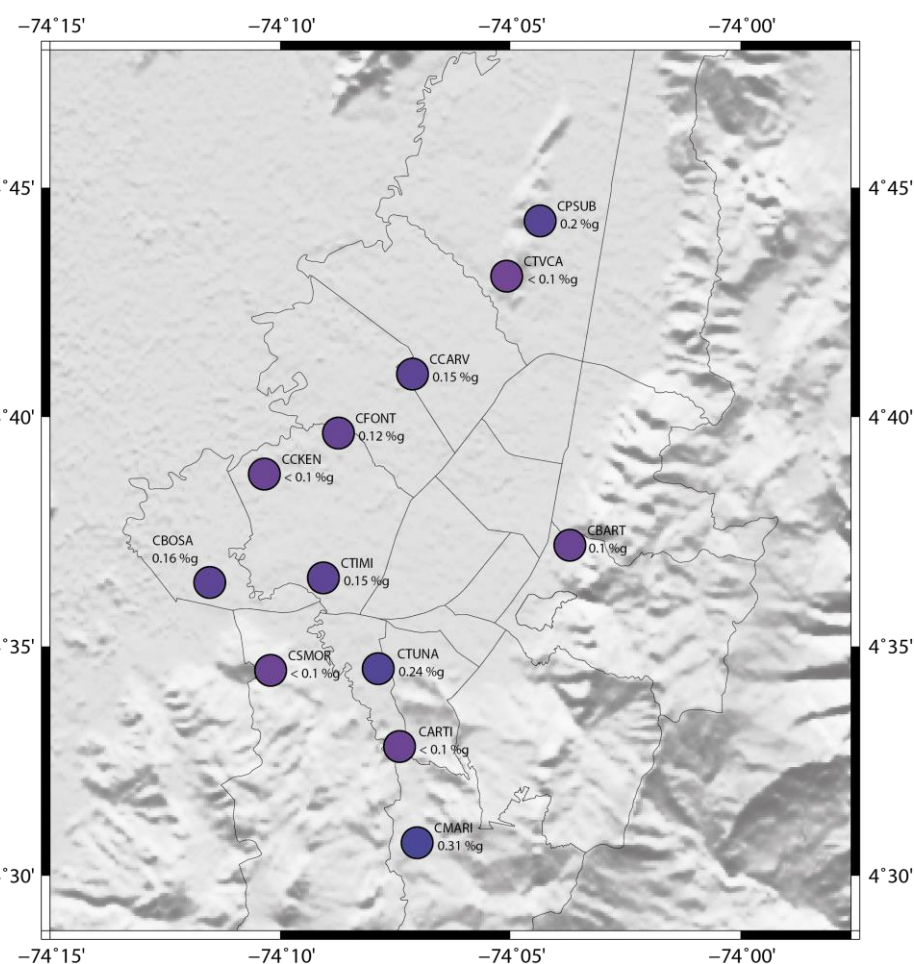 −74˚15'
−74˚10'
−74˚05'
−74˚00'
˚45'
4˚45'
CPSUB
0.2 %g
CTVCA
< 0.1 %g
CCARV
0.15 %g
˚40'
4˚40'
CFONT
0.12 %g
CCKEN
< 0.1 %g
CBOSA
0.16 %g
CTIMI
0.15 %g
CBART
0.1 %g
˚35'
4˚35'
CSMOR
< 0.1 %g
CTUNA
0.24 %g
CARTI
< 0.1 %g
CMARI
0.31 %g
˚30'
4˚30'
−74˚15'
−74˚10'
−74˚05'
−74˚00'